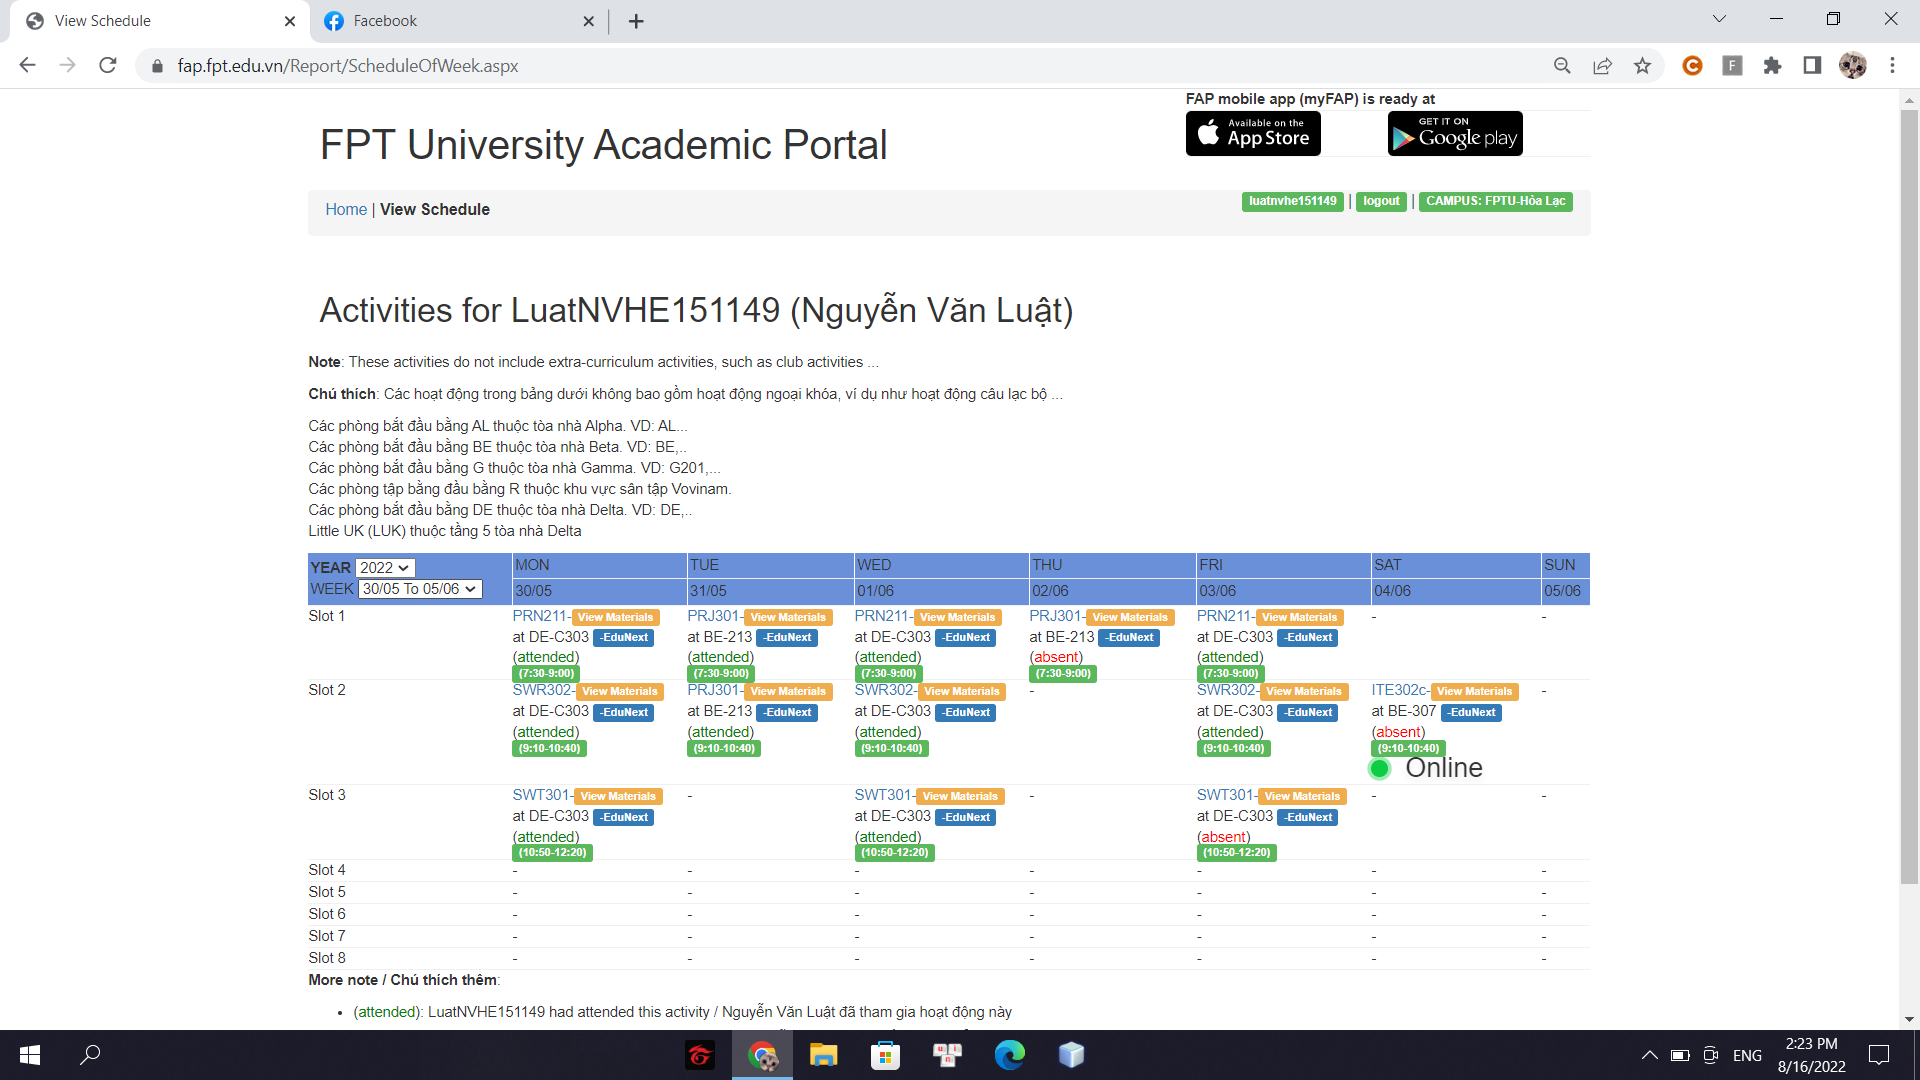 View Schedule
Facebook
fap.fpt.edu.vn/Report/ScheduleOfWeek.aspx
FAP mobile app (myFAP) is ready at
Available on the App Store
GET IT ON Google play
FPT University Academic Portal
Home | View Schedule
luatnvhe151149 | logout | CAMPUS: FPTU-Hòa Lạc
Activities for LuatNVHE151149 (Nguyễn Văn Luật)
Note: These activities do not include extra-curriculum activities, such as club activities ...
Chú thích: Các hoạt động trong bảng dưới không bao gồm hoạt động ngoại khóa, ví dụ như hoạt động câu lạc bộ ...
Các phòng bắt đầu bằng AL thuộc tòa nhà Alpha. VD: AL...
Các phòng bắt đầu bằng BE thuộc tòa nhà Beta. VD: BE,..
Các phòng bắt đầu bằng G thuộc tòa nhà Gamma. VD: G201,...
Các phòng tập bằng đầu bằng R thuộc khu vực sân tập Vovinam.
Các phòng bắt đầu bằng DE thuộc tòa nhà Delta. VD: DE,..
Little UK (LUK) thuộc tầng 5 tòa nhà Delta
YEAR 2022 MON TUE WED THU FRI SAT SUN
WEEK 30/05 To 05/06 30/05 31/05 01/06 02/06 03/06 04/06 05/06
Slot 1 PRN211-View Materials PRJ301-View Materials PRN211-View Materials PRJ301-View Materials PRN211-View Materials - -
at DE-C303 -EduNext at BE-213 -EduNext at DE-C303 -EduNext at BE-213 -EduNext at DE-C303 -EduNext
(attended) (attended) (attended) (absent) (attended)
(7:30-9:00) (7:30-9:00) (7:30-9:00) (7:30-9:00) (7:30-9:00)
Slot 2 SWR302-View Materials PRJ301-View Materials SWR302-View Materials - SWR302-View Materials ITE302c-View Materials -
at DE-C303 -EduNext at BE-213 -EduNext at DE-C303 -EduNext at DE-C303 -EduNext at BE-307 -EduNext
(attended) (attended) (attended) (attended) (absent)
(9:10-10:40) (9:10-10:40) (9:10-10:40) (9:10-10:40) (9:10-10:40)
Online
Slot 3 SWT301-View Materials - SWT301-View Materials - SWT301-View Materials - -
at DE-C303 -EduNext at DE-C303 -EduNext at DE-C303 -EduNext
(attended) (attended) (absent)
(10:50-12:20) (10:50-12:20) (10:50-12:20)
Slot 4 - - - - - - -
Slot 5 - - - - - - -
Slot 6 - - - - - - -
Slot 7 - - - - - - -
Slot 8 - - - - - - -
More note / Chú thích thêm:
• (attended): LuatNVHE151149 had attended this activity / Nguyễn Văn Luật đã tham gia hoạt động này
ENG
2:23 PM
8/16/2022